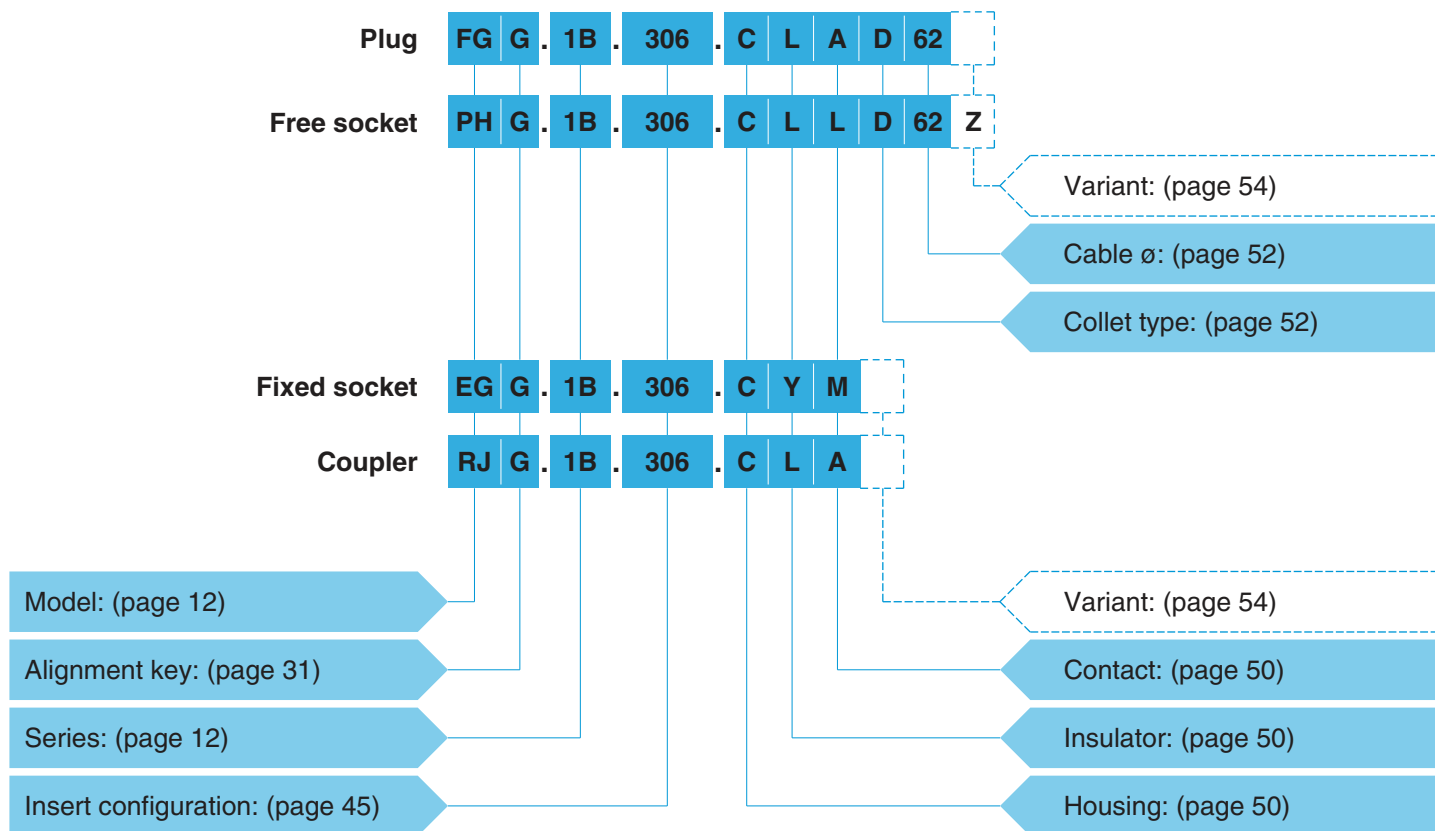 Plug FG G . 1B . 306 . C L A D 62
Free socket PH G . 1B . 306 . C L L D 62 Z
Variant: (page 54)
Cable ø: (page 52)
Collet type: (page 52)
Fixed socket EG G . 1B . 306 . C Y M
Coupler RJ G . 1B . 306 . C L A
Model: (page 12) Variant: (page 54)
Alignment key: (page 31) Contact: (page 50)
Series: (page 12) Insulator: (page 50)
Insert configuration: (page 45) Housing: (page 50)